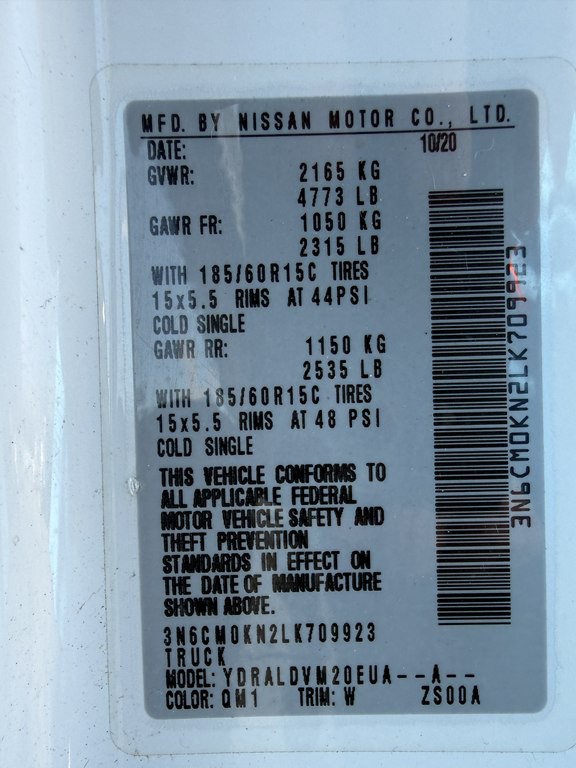 MFD. BY NISSAN MOTOR CO., LTD.
DATE: 10/20
GVWR: 2165 KG
4773 LB
GAWR FR: 1050 KG
2315 LB
WITH 185/60R15C TIRES
15x5.5 RIMS AT 44PSI
COLD SINGLE
GAWR RR: 1150 KG
2535 LB
WITH 185/60R15C TIRES
15x5.5 RIMS AT 48 PSI
COLD SINGLE
THIS VEHICLE CONFORMS TO
ALL APPLICABLE FEDERAL
MOTOR VEHICLE SAFETY AND
THEFT PREVENTION
STANDARDS IN EFFECT ON
THE DATE OF MANUFACTURE
SHOWN ABOVE.
3N6CM0KN2LK709923
TRUCK
MODEL: YDRALDVM20EUA--A--
COLOR: QM1 TRIM: W ZS00A
3N6CM0KN2LK709923